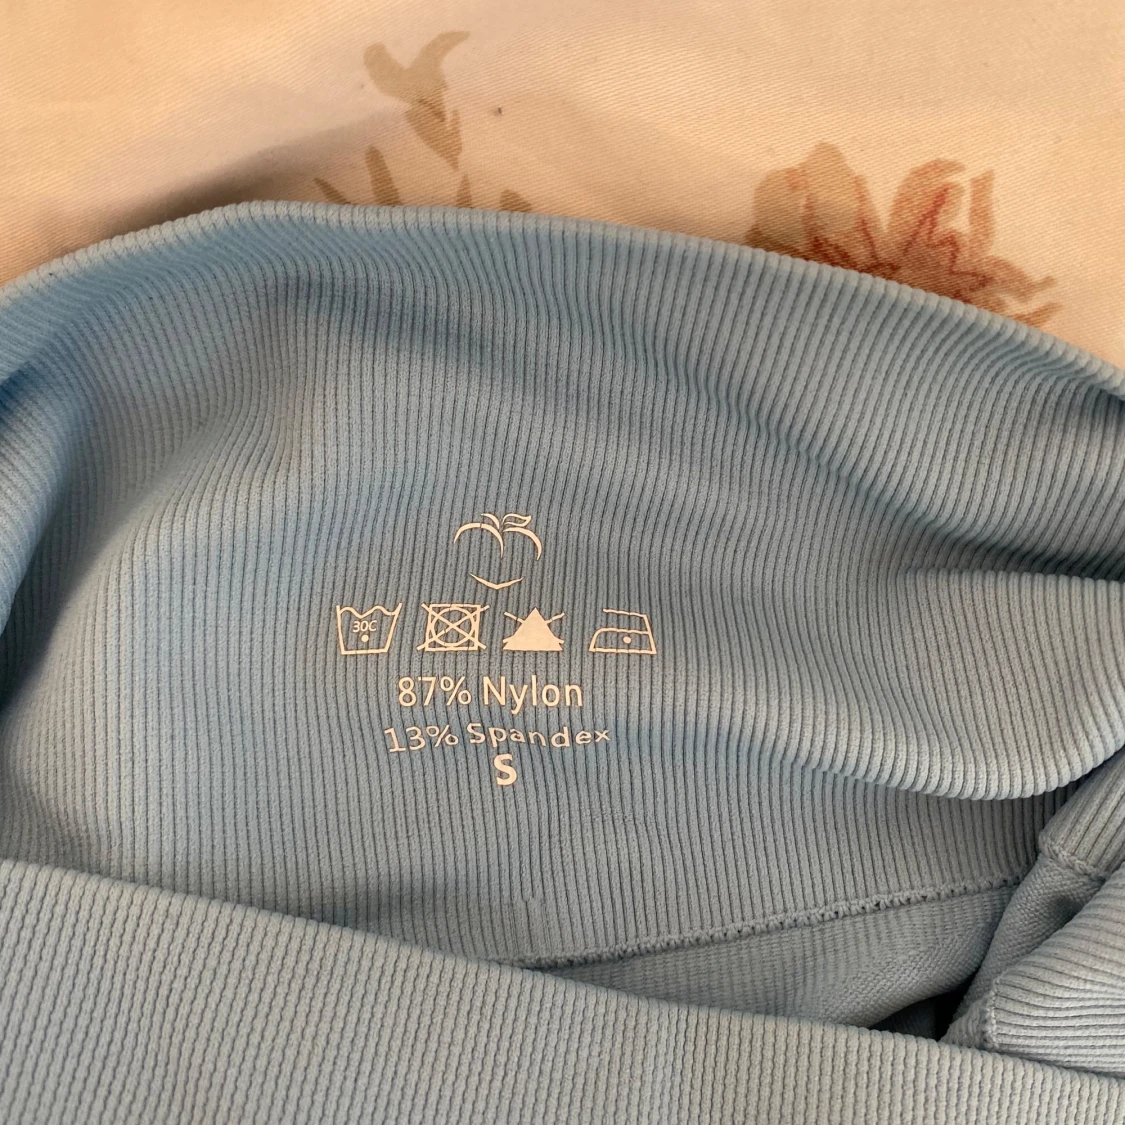 30C
87% Nylon
13% Spandex
S